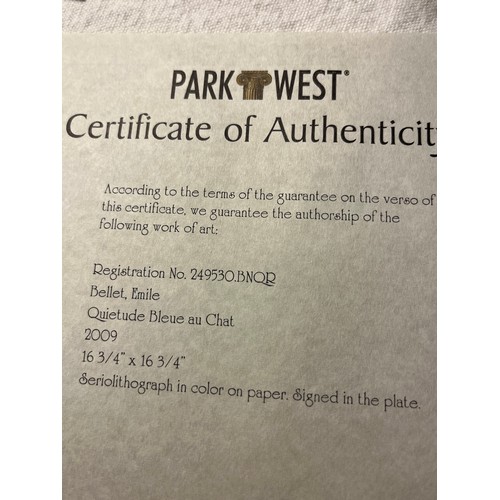 PARK WEST®
Certificate of Authenticity
According to the terms of the guarantee on the verso of
this certificate, we guarantee the authorship of the
following work of art:
Registration No. 249530.BNQR
Bellet, Emile
Quietude Bleue au Chat
2009
16 3/4" x 16 3/4"
Seriolithograph in color on paper. Signed in the plate.